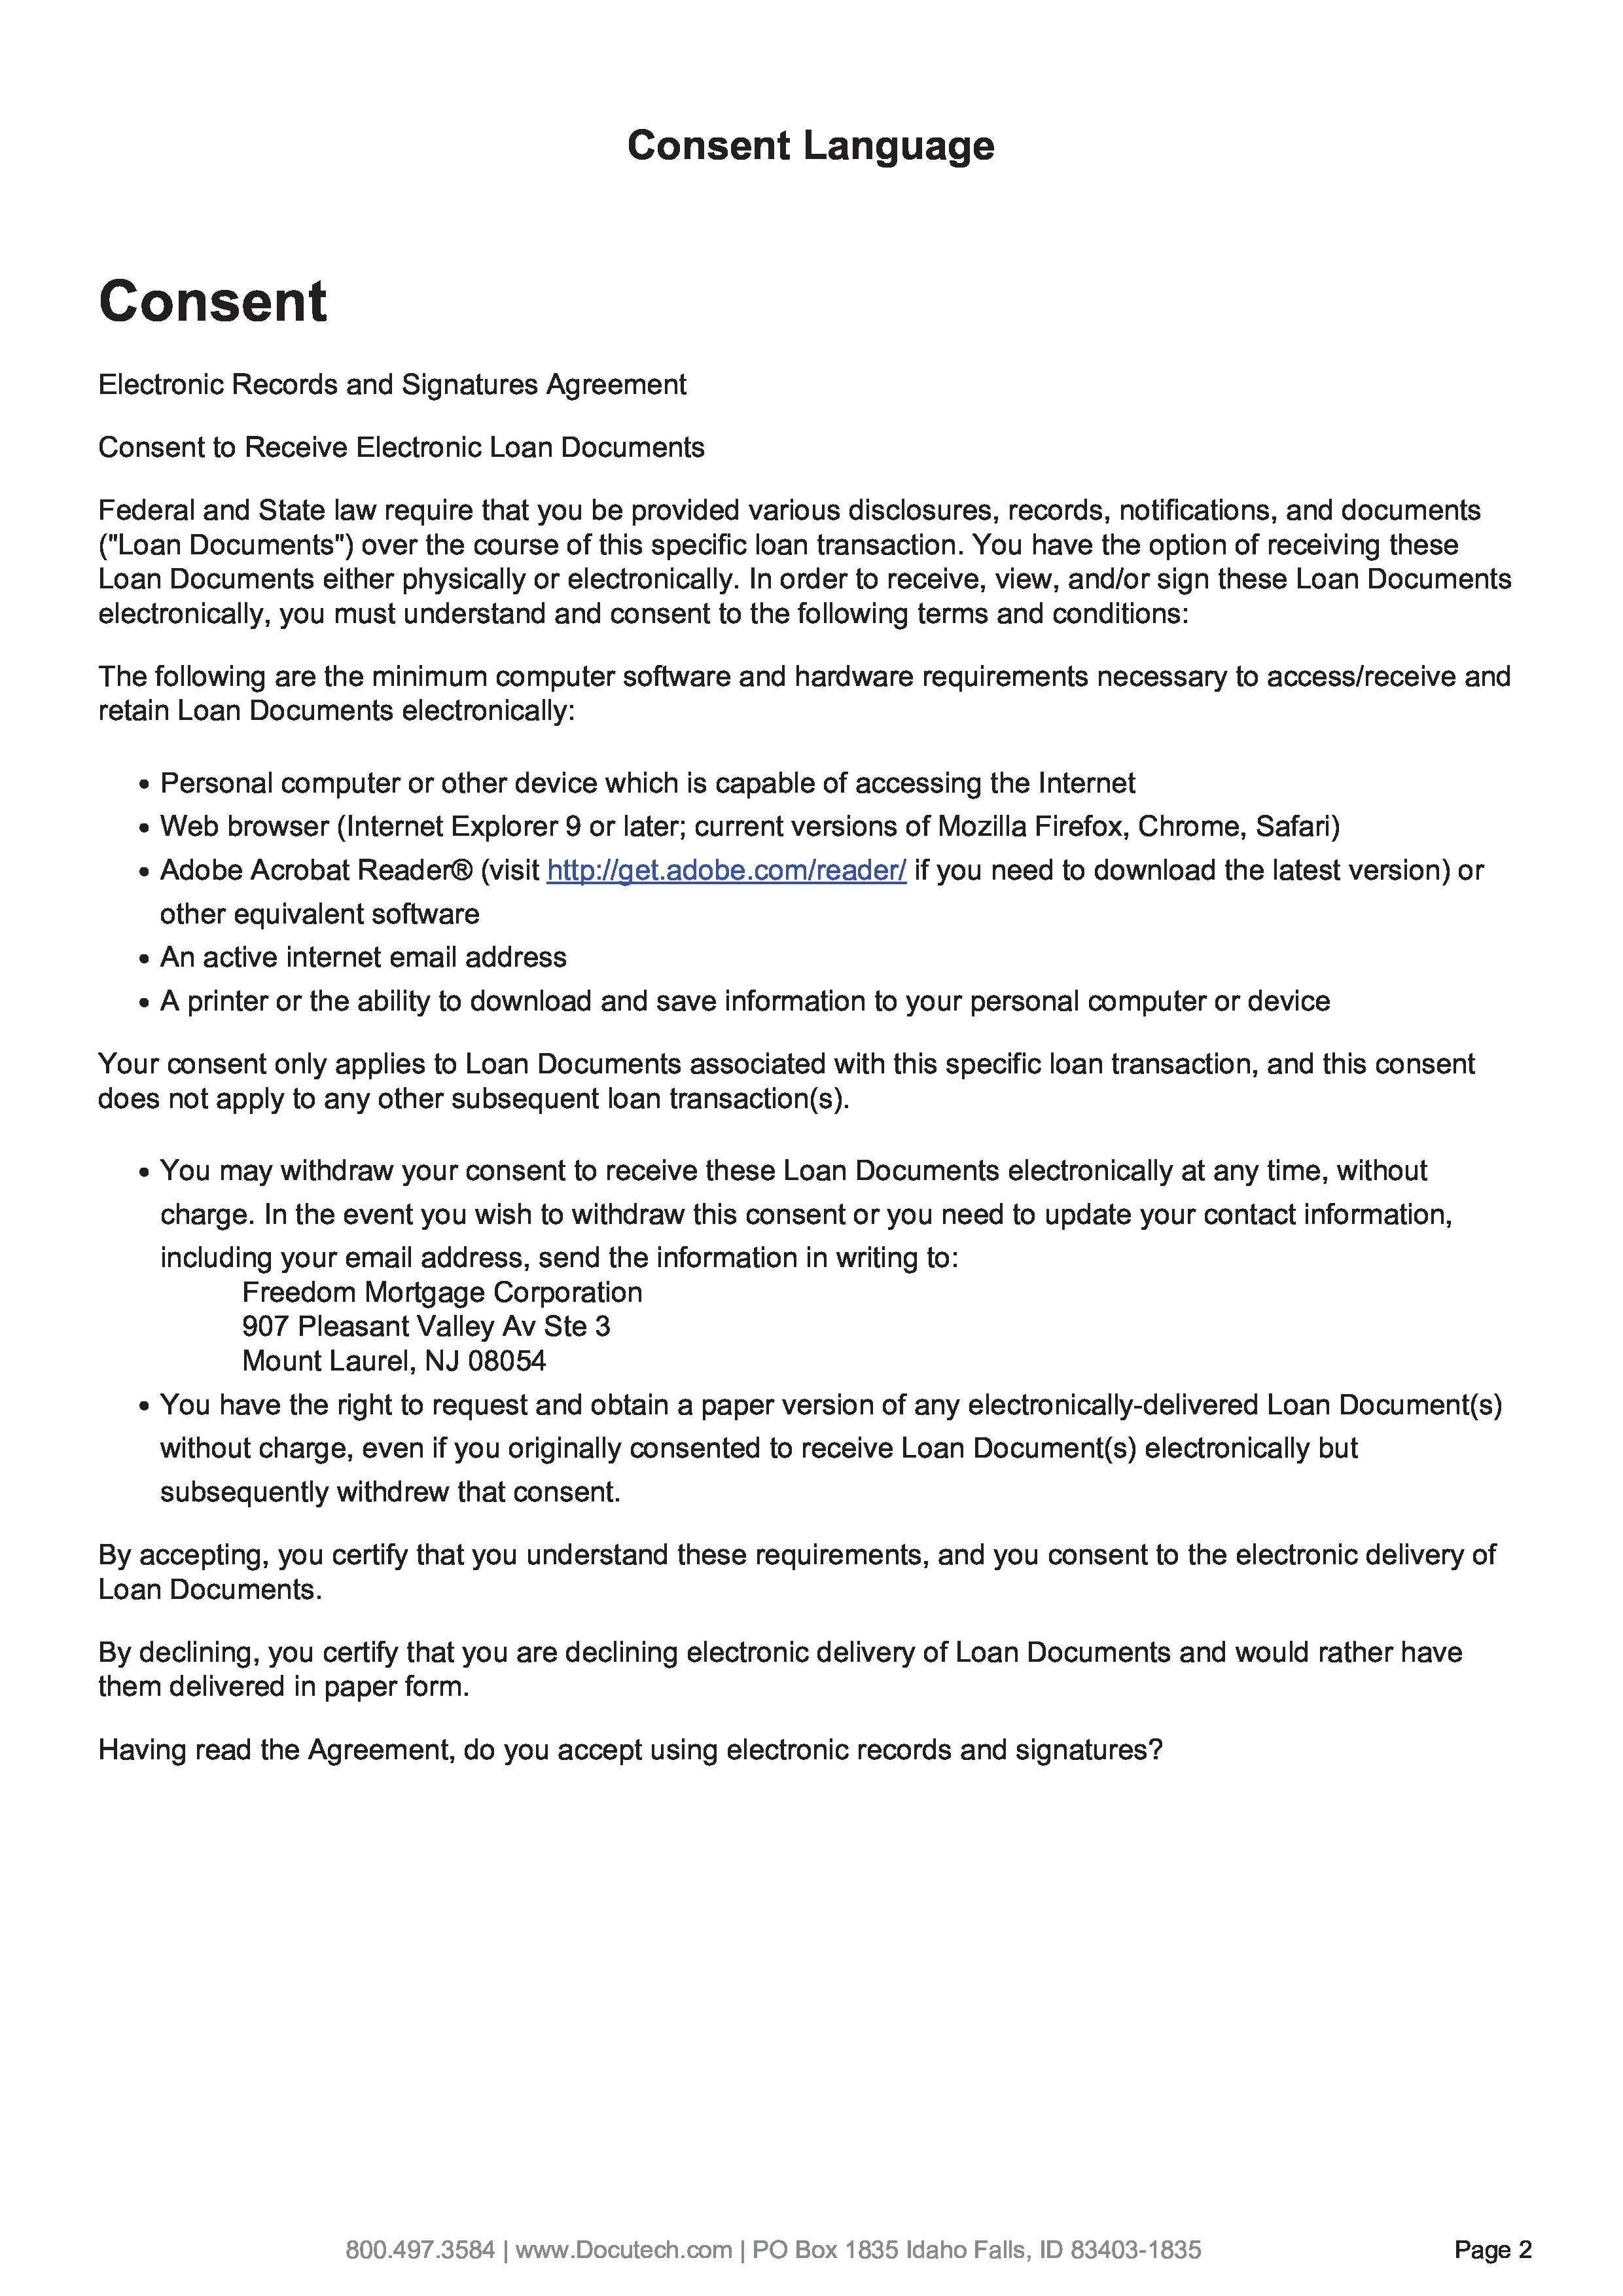 Consent Language
Consent
Electronic Records and Signatures Agreement
Consent to Receive Electronic Loan Documents
Federal and State law require that you be provided various disclosures, records, notifications, and documents
("Loan Documents") over the course of this specific loan transaction. You have the option of receiving these
Loan Documents either physically or electronically. In order to receive, view, and/or sign these Loan Documents
electronically, you must understand and consent to the following terms and conditions:
The following are the minimum computer software and hardware requirements necessary to access/receive and
retain Loan Documents electronically:
• Personal computer or other device which is capable of accessing the Internet
• Web browser (Internet Explorer 9 or later; current versions of Mozilla Firefox, Chrome, Safari)
• Adobe Acrobat Reader® (visit http://get.adobe.com/reader/ if you need to download the latest version) or
other equivalent software
• An active internet email address
• A printer or the ability to download and save information to your personal computer or device
Your consent only applies to Loan Documents associated with this specific loan transaction, and this consent
does not apply to any other subsequent loan transaction(s).
• You may withdraw your consent to receive these Loan Documents electronically at any time, without
charge. In the event you wish to withdraw this consent or you need to update your contact information,
including your email address, send the information in writing to:
Freedom Mortgage Corporation
907 Pleasant Valley Av Ste 3
Mount Laurel, NJ 08054
• You have the right to request and obtain a paper version of any electronically-delivered Loan Document(s)
without charge, even if you originally consented to receive Loan Document(s) electronically but
subsequently withdrew that consent.
By accepting, you certify that you understand these requirements, and you consent to the electronic delivery of
Loan Documents.
By declining, you certify that you are declining electronic delivery of Loan Documents and would rather have
them delivered in paper form.
Having read the Agreement, do you accept using electronic records and signatures?
800.497.3584 | www.Docutech.com | PO Box 1835 Idaho Falls, ID 83403-1835 Page 2